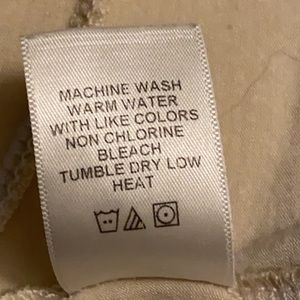 MACHINE WASH
WARM WATER
WITH LIKE COLORS
NON CHLORINE
BLEACH
TUMBLE DRY LOW
HEAT